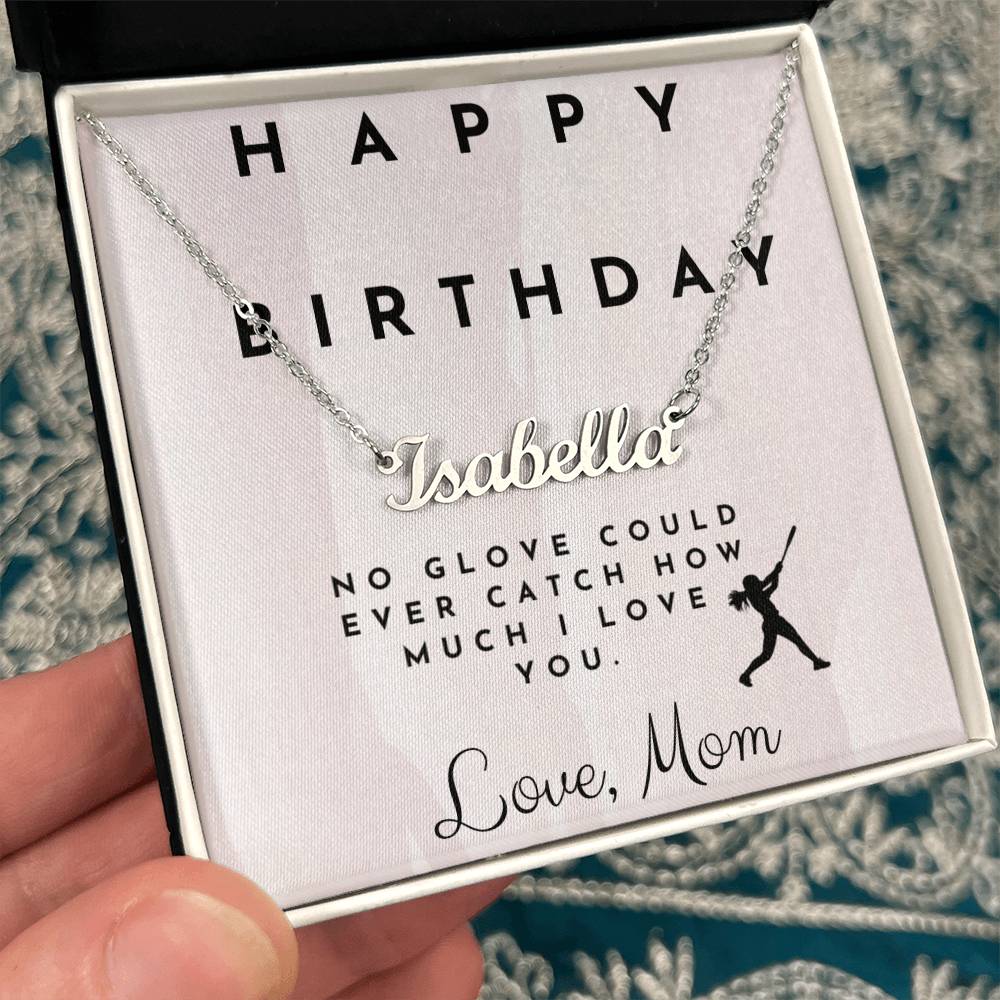 HAPPY
BIRTHDAY
Isabella
NO GLOVE COULD
EVER CATCH HOW
MUCH I LOVE
YOU.
Love, Mom